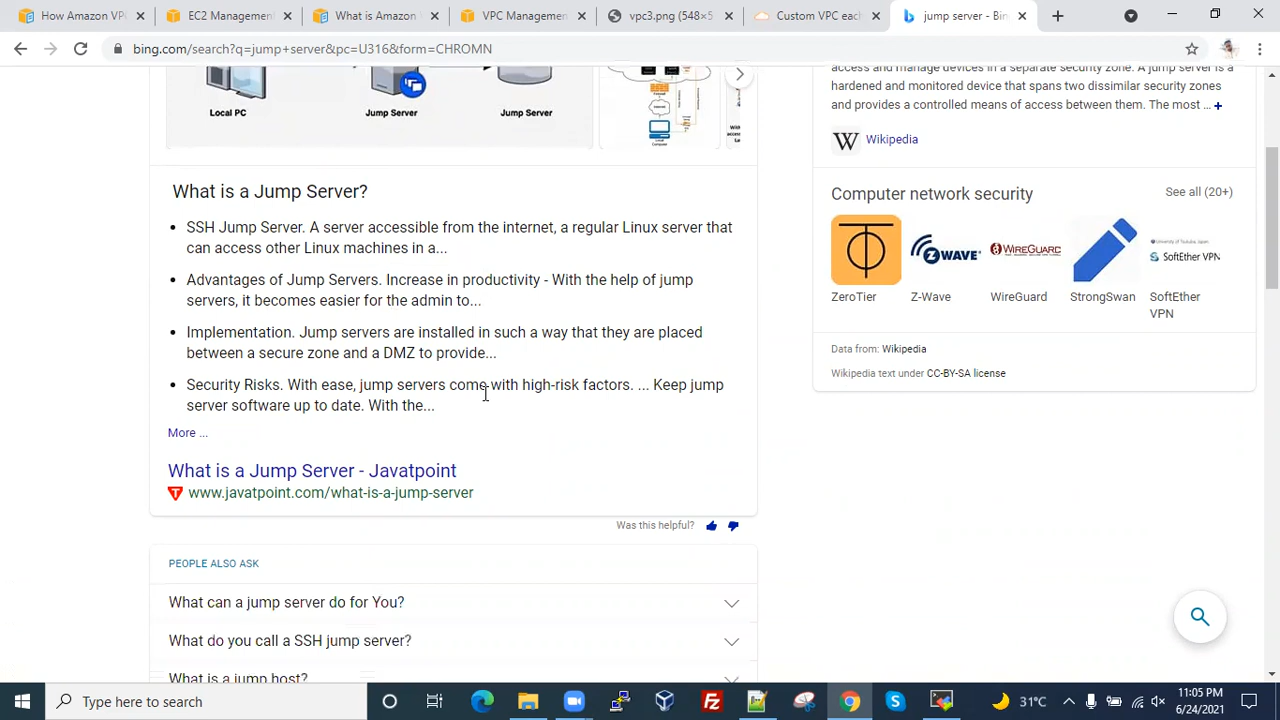 How Amazon VP
EC2 Management
What is Amazon
VPC Managemen
vpc3.png (548×5
Custom VPC eac
jump server - Bin
bing.com/search?q=jump+server&pc=U316&form=CHROMN
Local PC
Jump Server
Server
access and manage devices in a separate security zone. A jump server is a
hardened and monitored device that spans two dissimilar security zones
and provides a controlled means of access between them. The most ... +
W Wikipedia
What is a Jump Server?
SSH Jump Server. A server accessible from the internet, a regular Linux server that
can access other Linux machines in a...
Advantages of Jump Servers. Increase in productivity - With the help of jump
servers, it becomes easier for the admin to...
Implementation. Jump servers are installed in such a way that they are placed
between a secure zone and a DMZ to provide...
Security Risks. With ease, jump servers come with high-risk factors. ... Keep jump
server software up to date. With the...
More ...
What is a Jump Server - Javatpoint
www.javatpoint.com/what-is-a-jump-server
Was this helpful?
Computer network security
See all (20+)
WAVE
WIREGUARD
SoftEther VPN
ZeroTier
Z-Wave
WireGuard
StrongSwan
SoftEther
VPN
Data from: Wikipedia
Wikipedia text under CC-BY-SA license
PEOPLE ALSO ASK
What can a jump server do for You?
What do you call a SSH jump server?
What is a jump host?
Type here to search
31°C
11:05 PM
6/24/2021